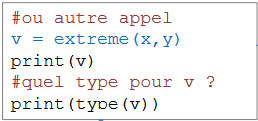 #ou autre appel
v = extreme(x,y)
print(v)
#quel type pour v ?
print(type(v))